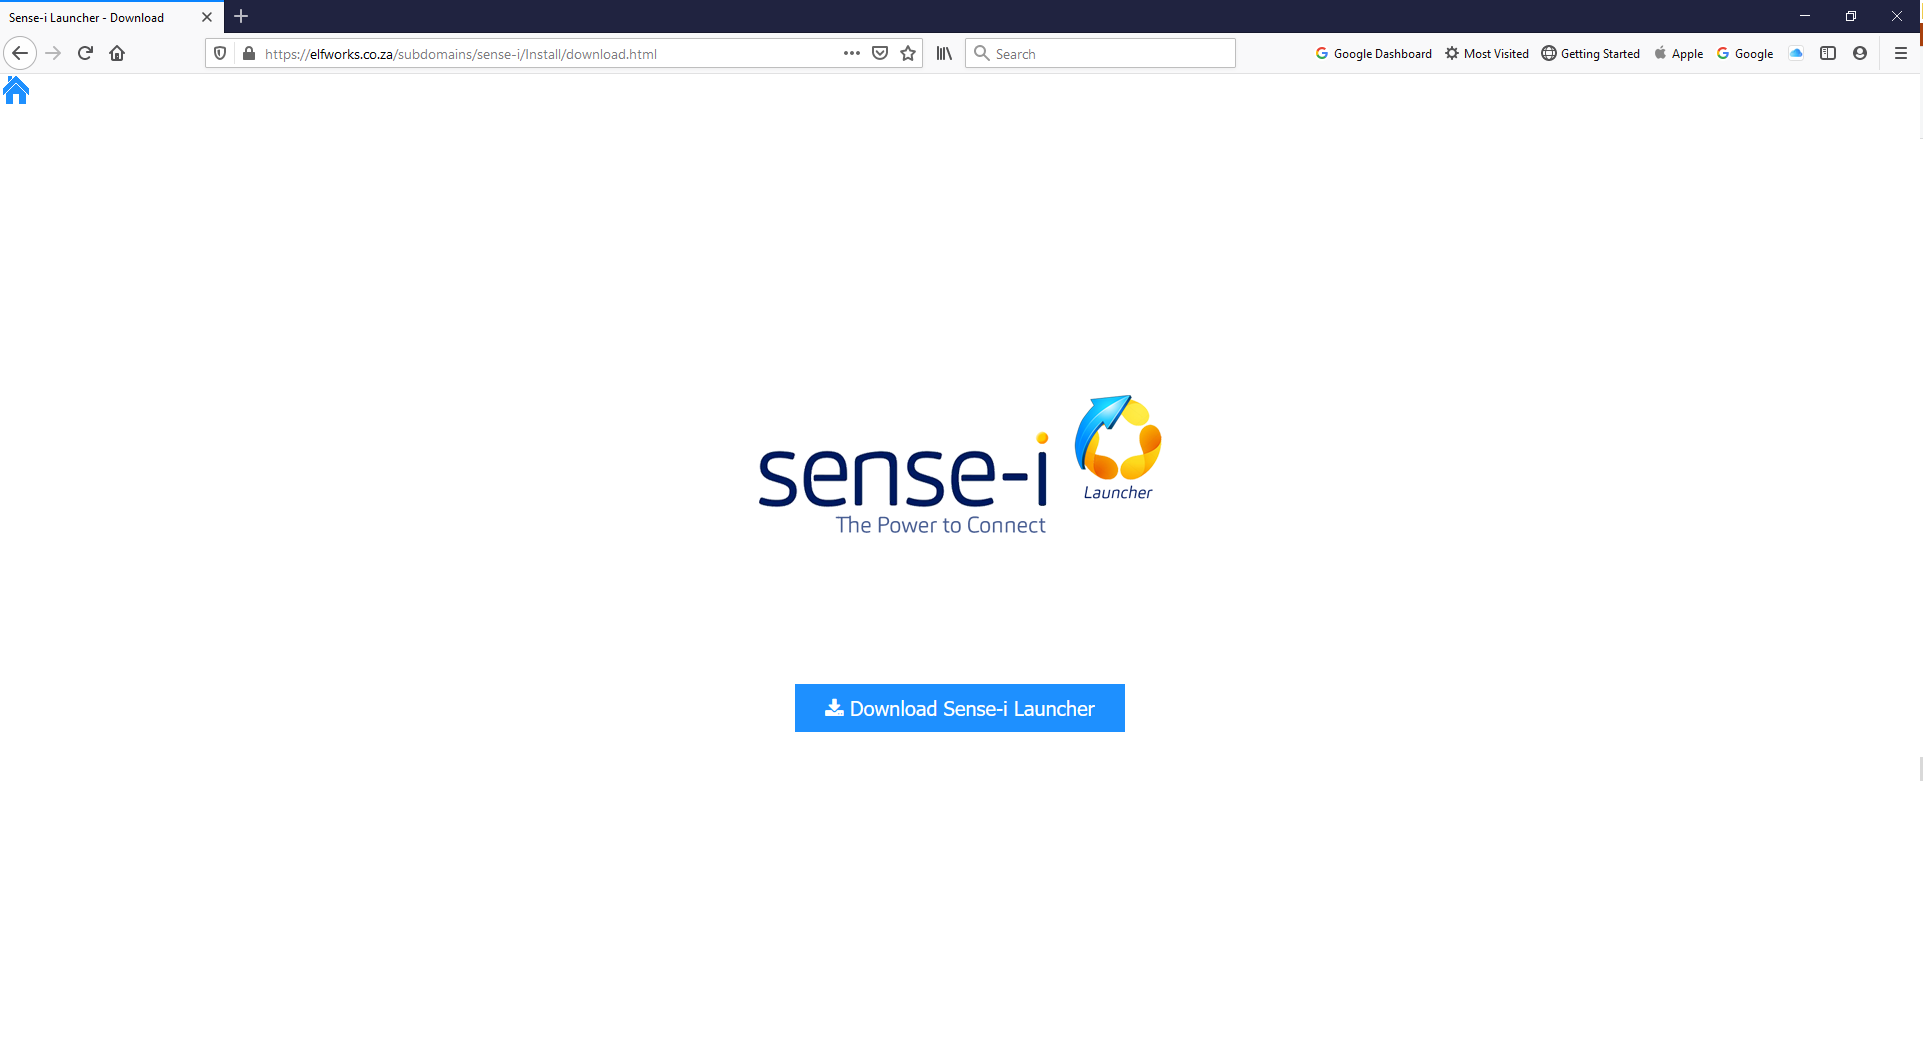 Sense-i Launcher - Download
https://elfworks.co.za/subdomains/sense-i/Install/download.html
Search
Google Dashboard
Most Visited
Getting Started
Apple
Google
sense-i
Launcher
The Power to Connect
Download Sense-i Launcher